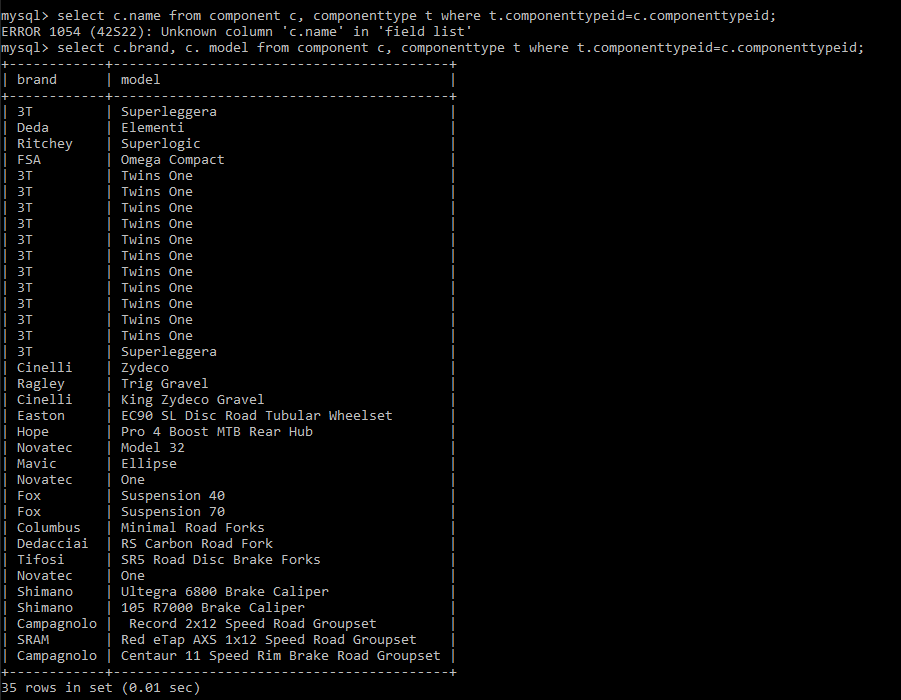 mysql> select c.name from component c, componenttype t where t.componenttypeid=c.componenttypeid;
ERROR 1054 (42S22): Unknown column 'c.name' in 'field list'
mysql> select c.brand, c. model from component c, componenttype t where t.componenttypeid=c.componenttypeid;
+------------+------------------------------------------+
| brand      | model                                    |
+------------+------------------------------------------+
| 3T         | Superleggera                             |
| Deda       | Elementi                                 |
| Ritchey    | Superlogic                               |
| FSA        | Omega Compact                            |
| 3T         | Twins One                                |
| 3T         | Twins One                                |
| 3T         | Twins One                                |
| 3T         | Twins One                                |
| 3T         | Twins One                                |
| 3T         | Twins One                                |
| 3T         | Twins One                                |
| 3T         | Twins One                                |
| 3T         | Twins One                                |
| 3T         | Twins One                                |
| 3T         | Twins One                                |
| 3T         | Superleggera                             |
| Cinelli    | Zydeco                                   |
| Ragley     | Trig Gravel                              |
| Cinelli    | King Zydeco Gravel                       |
| Easton     | EC90 SL Disc Road Tubular Wheelset       |
| Hope       | Pro 4 Boost MTB Rear Hub                 |
| Novatec    | Model 32                                 |
| Mavic      | Ellipse                                  |
| Novatec    | One                                      |
| Fox        | Suspension 40                            |
| Fox        | Suspension 70                            |
| Columbus   | Minimal Road Forks                       |
| Dedacciai  | RS Carbon Road Fork                      |
| Tifosi     | SR5 Road Disc Brake Forks                |
| Novatec    | One                                      |
| Shimano    | Ultegra 6800 Brake Caliper               |
| Shimano    | 105 R7000 Brake Caliper                  |
| Campagnolo |  Record 2x12 Speed Road Groupset         |
| SRAM       | Red eTap AXS 1x12 Speed Road Groupset    |
| Campagnolo | Centaur 11 Speed Rim Brake Road Groupset |
+------------+------------------------------------------+
35 rows in set (0.01 sec)